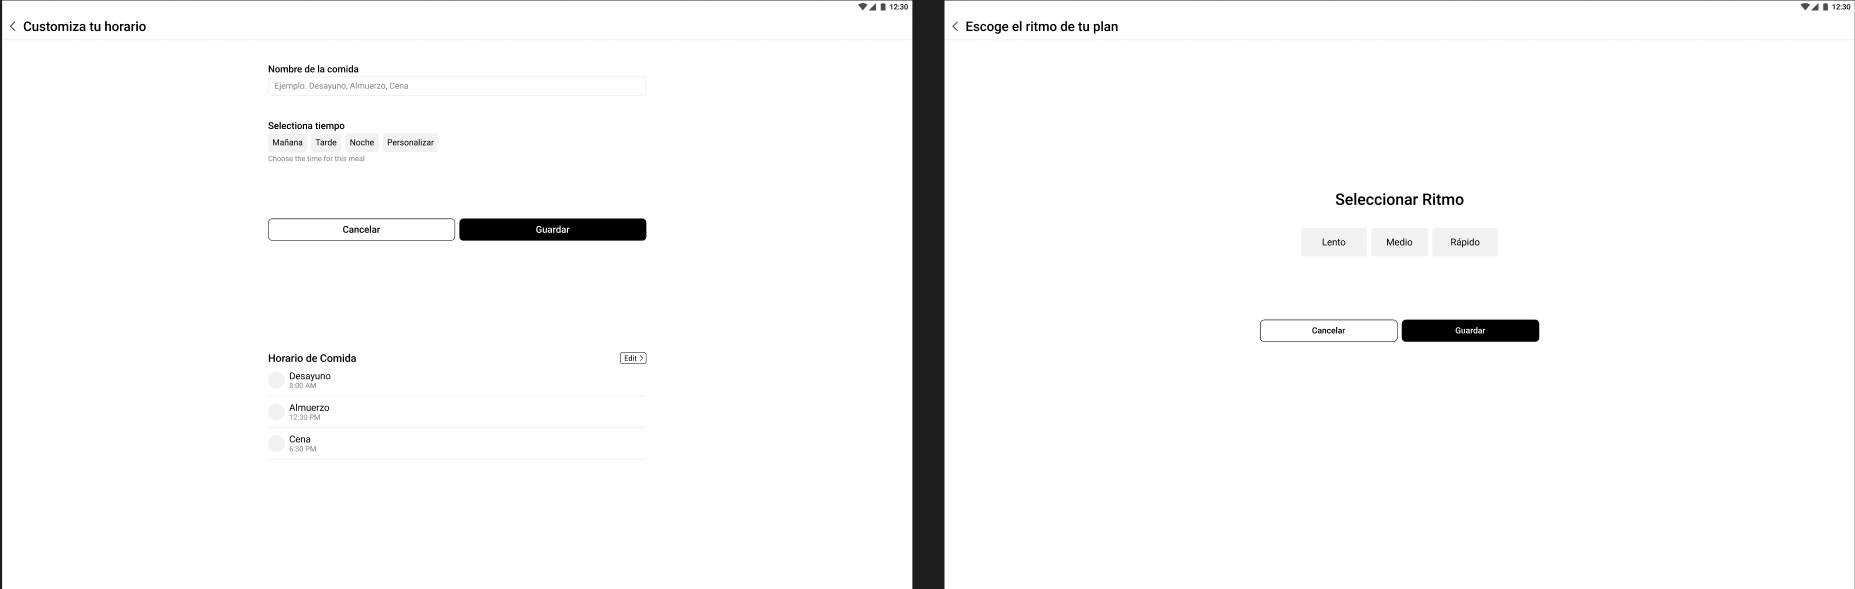 12:30
Customiza tu horario
Nombre de la comida
Ejemplo. Desayuno, Almuerzo, Cena
Selectiona tiempo
Mañana Tarde Noche Personalizar
Choose the time for this meal
Cancelar Guardar
Horario de Comida Edit
Desayuno
8:00 AM
Almuerzo
12:30 PM
Cena
6:30 PM
12:30
Escoge el ritmo de tu plan
Seleccionar Ritmo
Lento Medio Rápido
Cancelar Guardar